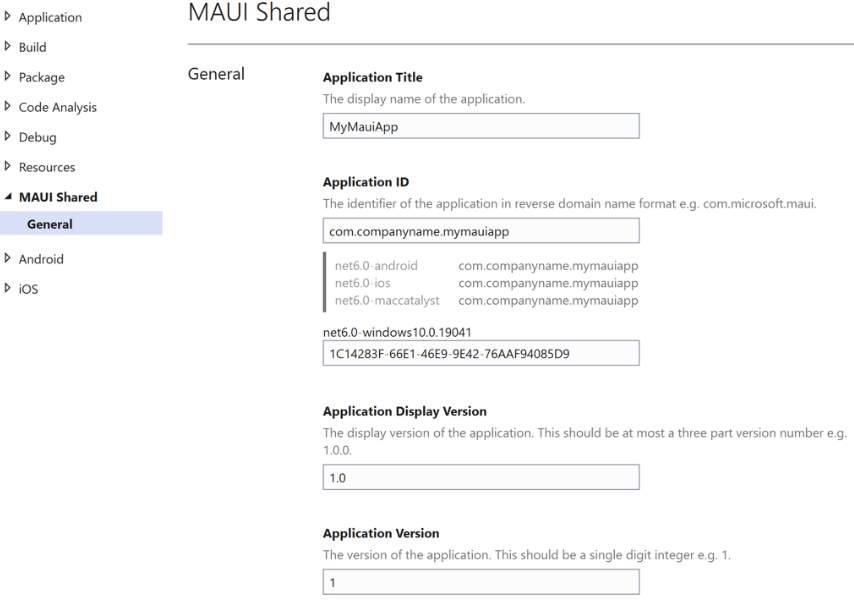 Application
Build
Package
Code Analysis
Debug
Resources
MAUI Shared
General
Android
iOS
MAUI Shared
General
Application Title
The display name of the application.
MyMauiApp
Application ID
The identifier of the application in reverse domain name format e.g. com.microsoft.maui.
com.companyname.mymauiapp
net6.0-android com.companyname.mymauiapp
net6.0-ios com.companyname.mymauiapp
net6.0-maccatalyst com.companyname.mymauiapp
net6.0-windows10.0.19041
1C14283F-66E1-46E9-9E42-76AAF94085D9
Application Display Version
The display version of the application. This should be at most a three part version number e.g.
1.0.0.
1.0
Application Version
The version of the application. This should be a single digit integer e.g. 1.
1